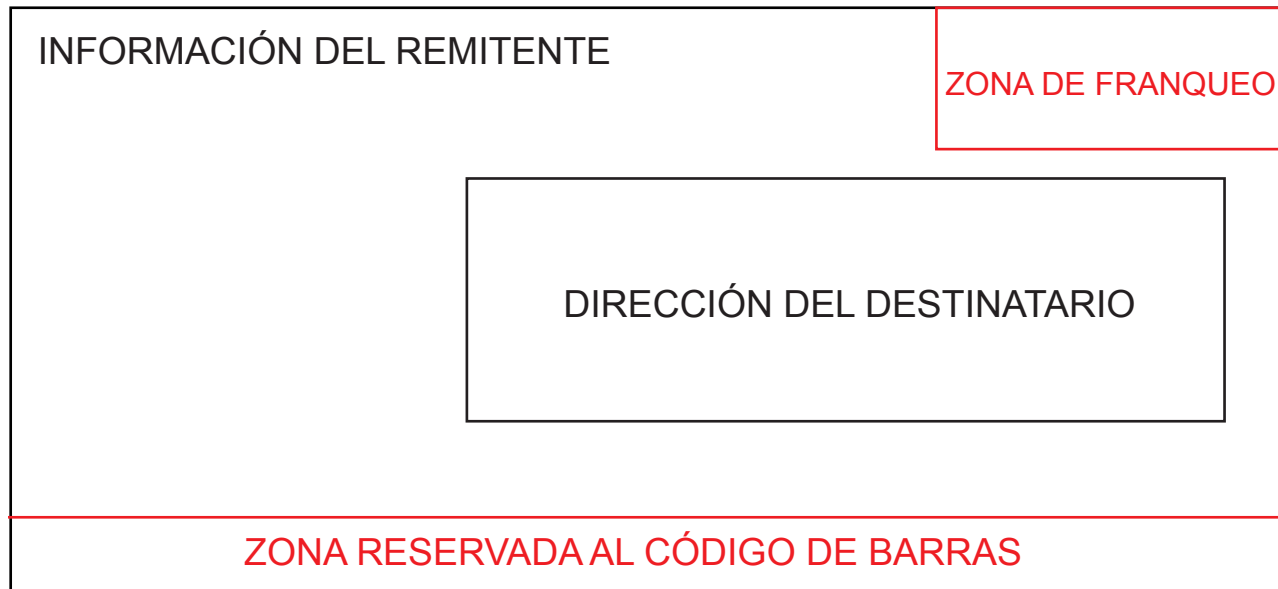 INFORMACIÓN DEL REMITENTE
ZONA DE FRANQUEO
DIRECCIÓN DEL DESTINATARIO
ZONA RESERVADA AL CÓDIGO DE BARRAS